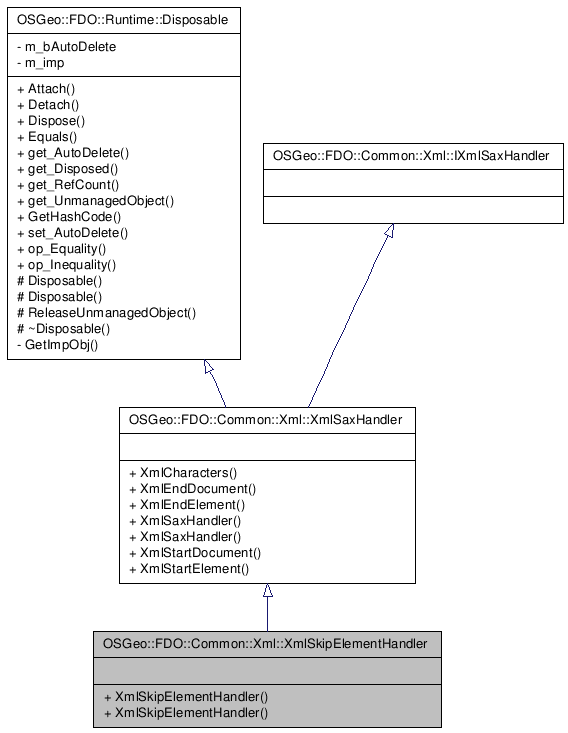 OSGeo::FDO::Runtime::Disposable
- m_bAutoDelete
- m_imp
+ Attach()
+ Detach()
+ Dispose()
+ Equals()
+ get_AutoDelete()
+ get_Disposed()
+ get_RefCount()
+ get_UnmanagedObject()
+ GetHashCode()
+ set_AutoDelete()
+ op_Equality()
+ op_Inequality()
# Disposable()
# Disposable()
# ReleaseUnmanagedObject()
# ~Disposable()
- GetImpObj()
OSGeo::FDO::Common::Xml::IXmlSaxHandler
OSGeo::FDO::Common::Xml::XmlSaxHandler
+ XmlCharacters()
+ XmlEndDocument()
+ XmlEndElement()
+ XmlSaxHandler()
+ XmlSaxHandler()
+ XmlStartDocument()
+ XmlStartElement()
OSGeo::FDO::Common::Xml::XmlSkipElementHandler
+ XmlSkipElementHandler()
+ XmlSkipElementHandler()